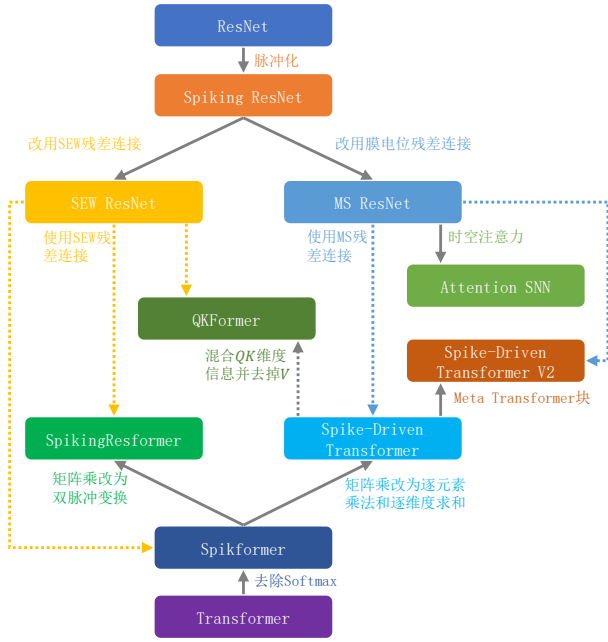 ResNet
脉冲化
Spiking ResNet
改用SEW残差连接
改用膜电位残差连接
SEW ResNet
MS ResNet
使用SEW残
差连接
使用MS残
差连接
时空注意力
Attention SNN
QKFormer
混合QK维度
信息并去掉V
Spike-Driven
Transformer V2
Meta Transformer块
SpikingResformer
Spike-Driven
Transformer
矩阵乘改为
双脉冲变换
矩阵乘改为逐元素
乘法和逐维度求和
Spikformer
去除Softmax
Transformer